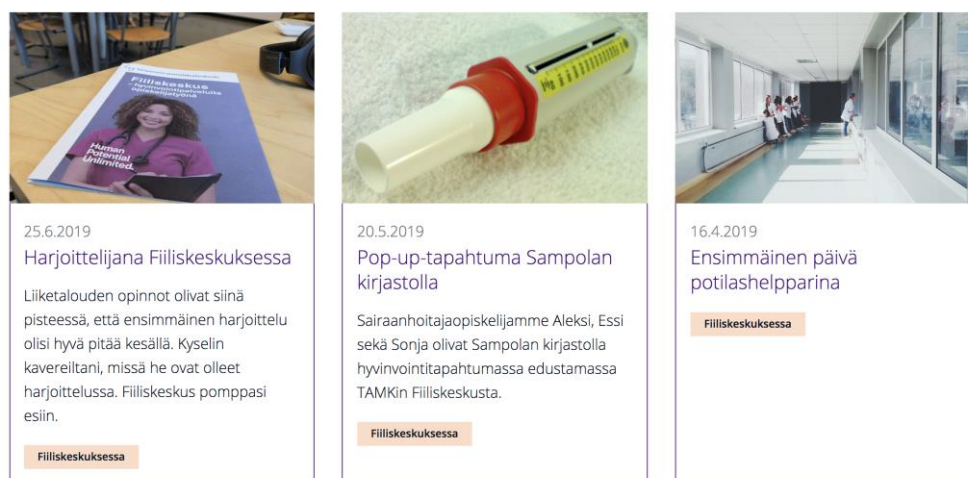 Fiiliskeskus
- hyvinvointipalveluita
opiskelijatyönä
Human
Potential
Unlimited.
25.6.2019
Harjoittelijana Fiiliskeskuksessa
Liiketalouden opinnot olivat siinä
pisteessä, että ensimmäinen harjoittelu
olisi hyvä pitää kesällä. Kyselin
kavereiltani, missä he ovat olleet
harjoittelussa. Fiiliskeskus pomppasi
esiin.
Fiiliskeskuksessa
20.5.2019
Pop-up-tapahtuma Sampolan
kirjastolla
Sairaanhoitajaopiskelijamme Aleksi, Essi
sekä Sonja olivat Sampolan kirjastolla
hyvinvointitapahtumassa edustamassa
TAMKin Fiiliskeskusta.
Fiiliskeskuksessa
16.4.2019
Ensimmäinen päivä
potilashelpparina
Fiiliskeskuksessa